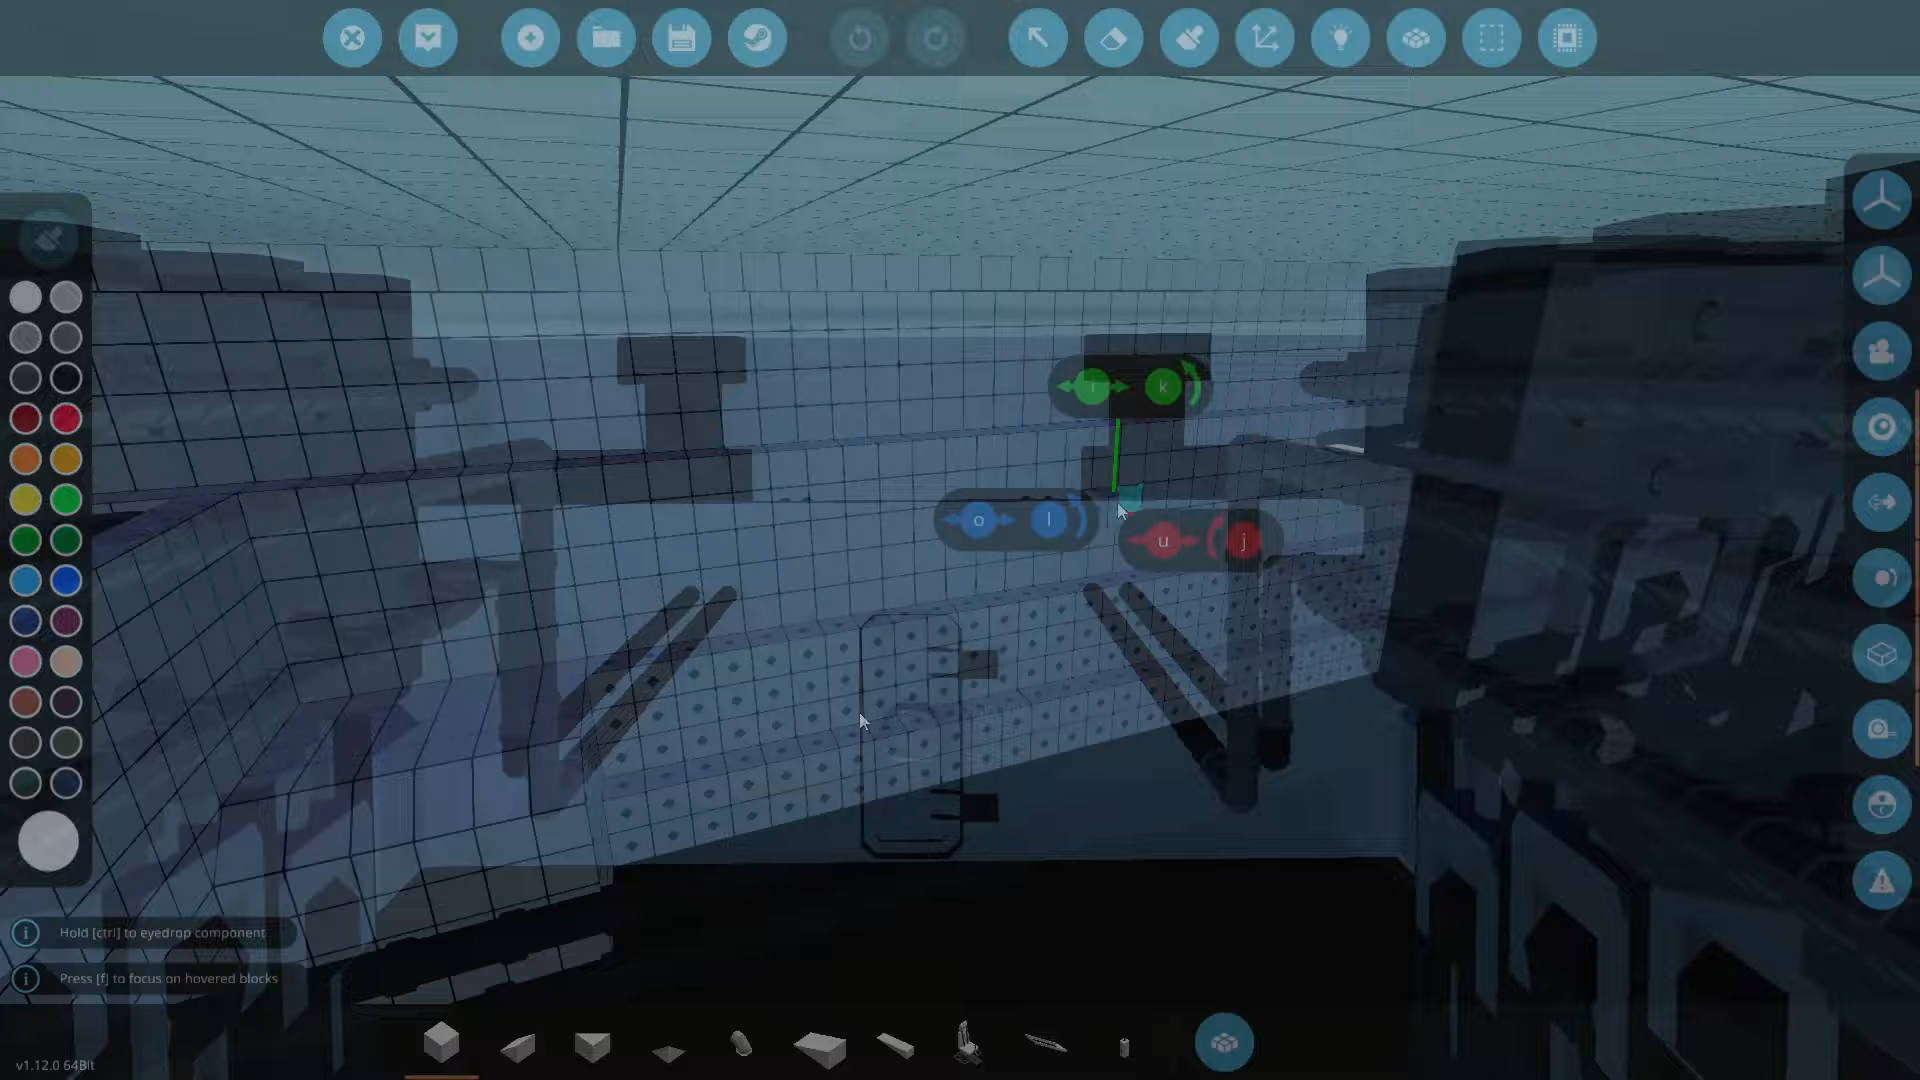 i k
o l
u j
Hold [ctrl] to eyedrop component
Press [f] to focus on hovered blocks
v1.12.0 64Bit